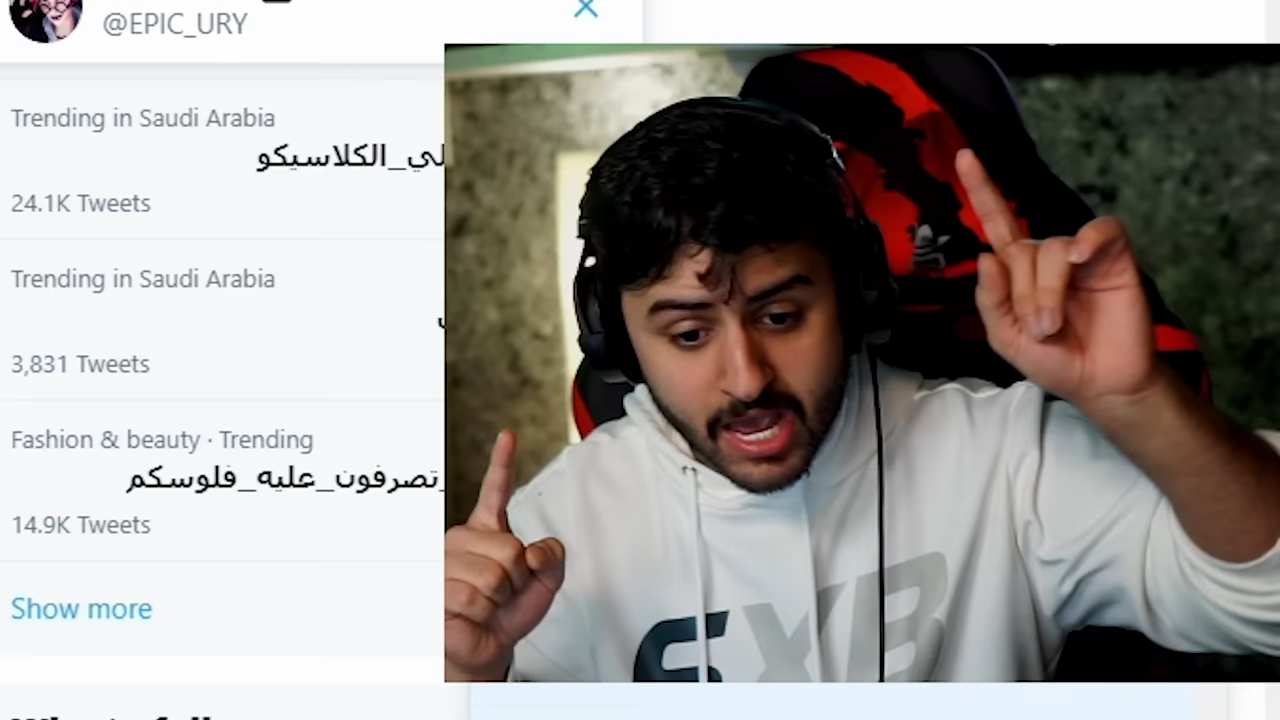 @EPIC_URY
Trending in Saudi Arabia
لي_الكلاسيكو
24.1K Tweets
Trending in Saudi Arabia
3,831 Tweets
Fashion & beauty · Trending
تصرفون_عليه_فلوسكم
14.9K Tweets
Show more